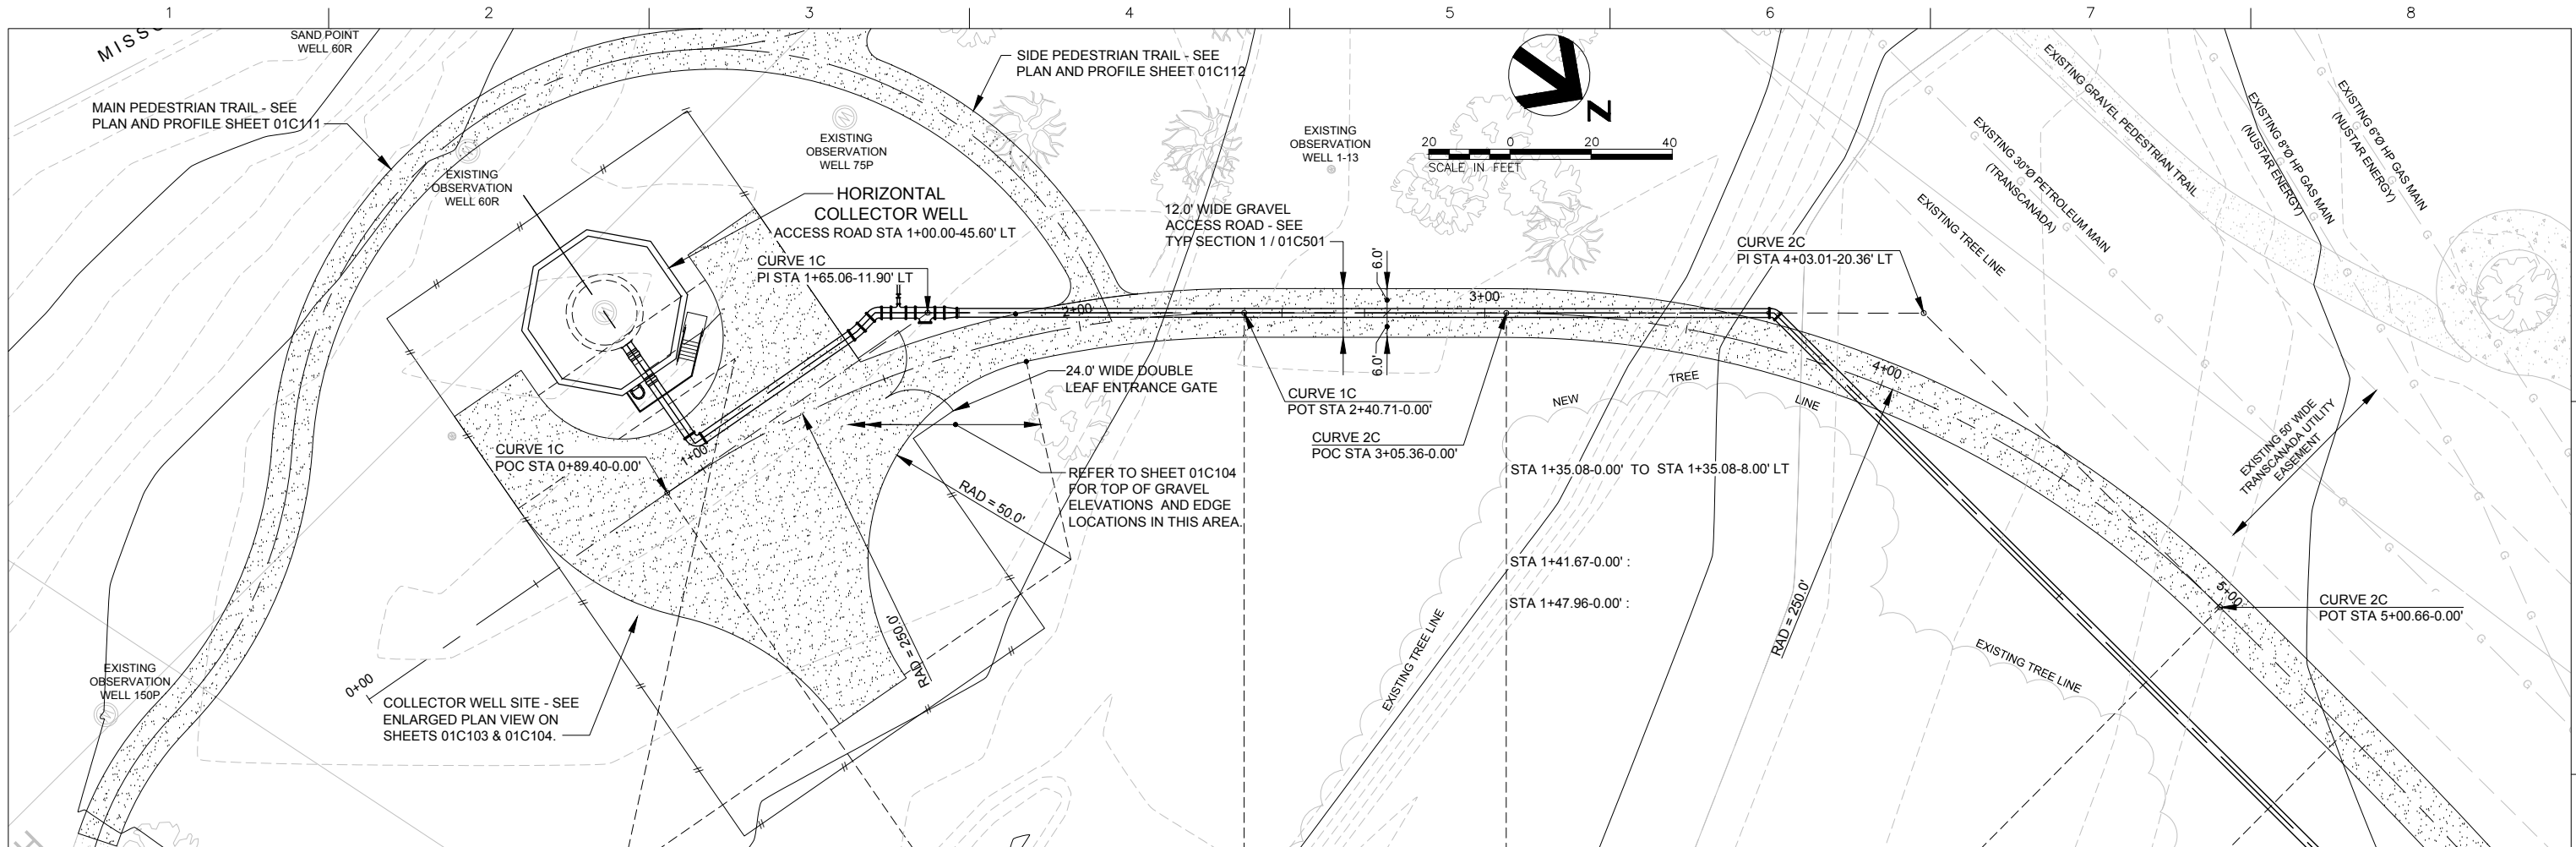 1 2 3 4 5 6 7 8
SAND POINT
WELL 60R
MAIN PEDESTRIAN TRAIL - SEE
PLAN AND PROFILE SHEET 01C111
SIDE PEDESTRIAN TRAIL - SEE
PLAN AND PROFILE SHEET 01C112
EXISTING
OBSERVATION
WELL 60R
EXISTING
OBSERVATION
WELL 75P
HORIZONTAL
COLLECTOR WELL
ACCESS ROAD STA 1+00.00-45.60' LT
CURVE 1C
PI STA 1+65.06-11.90' LT
EXISTING
OBSERVATION
WELL 1-13
N
20 0 20 40
SCALE IN FEET
12.0' WIDE GRAVEL
ACCESS ROAD - SEE
TYP SECTION 1 / 01C501
6.0'
6.0'
2+00
3+00
CURVE 2C
PI STA 4+03.01-20.36' LT
EXISTING GRAVEL PEDESTRIAN TRAIL
EXISTING 30"Ø PETROLEUM MAIN
(TRANSCANADA)
EXISTING TREE LINE
EXISTING 8"Ø HP GAS MAIN
(NUSTAR ENERGY)
EXISTING 6"Ø HP GAS MAIN
(NUSTAR ENERGY)
24.0' WIDE DOUBLE
LEAF ENTRANCE GATE
CURVE 1C
POT STA 2+40.71-0.00'
CURVE 2C
POC STA 3+05.36-0.00'
NEW TREE LINE
4+00
EXISTING 50' WIDE
TRANSCANADA UTILITY
EASEMENT
CURVE 1C
POC STA 0+89.40-0.00'
1+00
REFER TO SHEET 01C104
FOR TOP OF GRAVEL
ELEVATIONS AND EDGE
LOCATIONS IN THIS AREA.
RAD = 50.0'
STA 1+35.08-0.00' TO STA 1+35.08-8.00' LT
STA 1+41.67-0.00' :
STA 1+47.96-0.00' :
RAD = 250.0'
RAD = 250.0'
5+00
CURVE 2C
POT STA 5+00.66-0.00'
EXISTING TREE LINE
EXISTING TREE LINE
EXISTING
OBSERVATION
WELL 150P
0+00
COLLECTOR WELL SITE - SEE
ENLARGED PLAN VIEW ON
SHEETS 01C103 & 01C104.